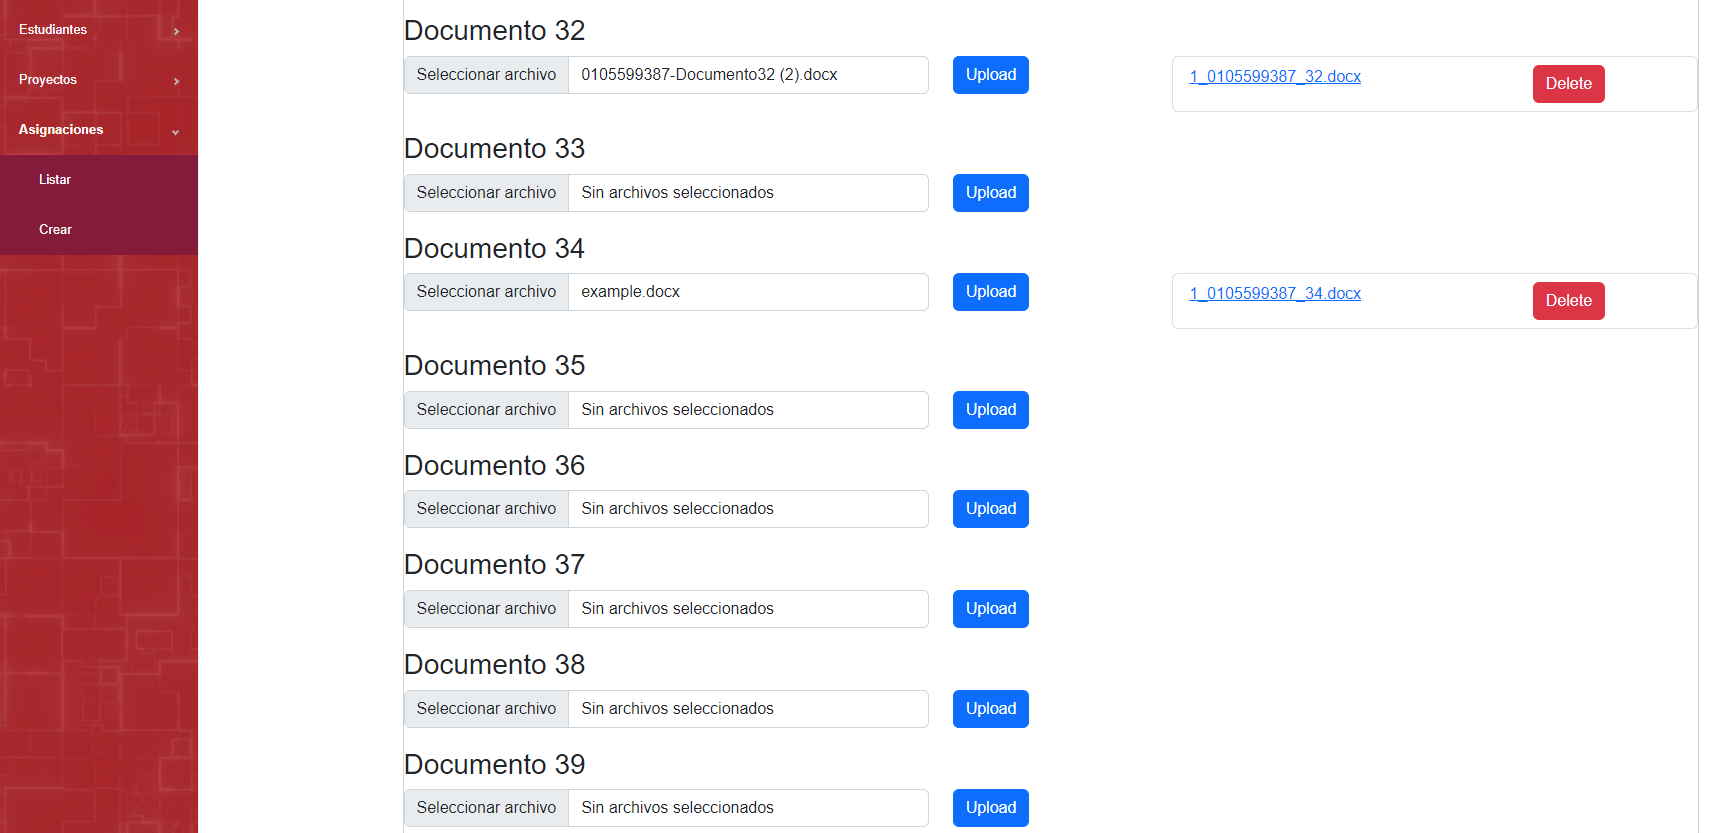 Estudiantes
Proyectos
Asignaciones
Listar
Crear
Documento 32
Seleccionar archivo 0105599387-Documento32 (2).docx Upload 1_0105599387_32.docx Delete
Documento 33
Seleccionar archivo Sin archivos seleccionados Upload
Documento 34
Seleccionar archivo example.docx Upload 1_0105599387_34.docx Delete
Documento 35
Seleccionar archivo Sin archivos seleccionados Upload
Documento 36
Seleccionar archivo Sin archivos seleccionados Upload
Documento 37
Seleccionar archivo Sin archivos seleccionados Upload
Documento 38
Seleccionar archivo Sin archivos seleccionados Upload
Documento 39
Seleccionar archivo Sin archivos seleccionados Upload